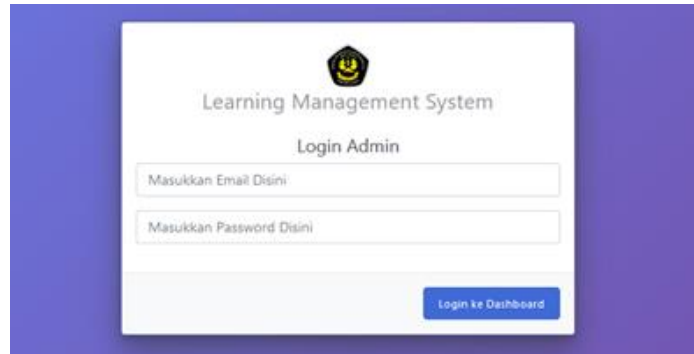 Learning Management System
Login Admin
Masukkan Email Disini
Masukkan Password Disini
Login ke Dashboard